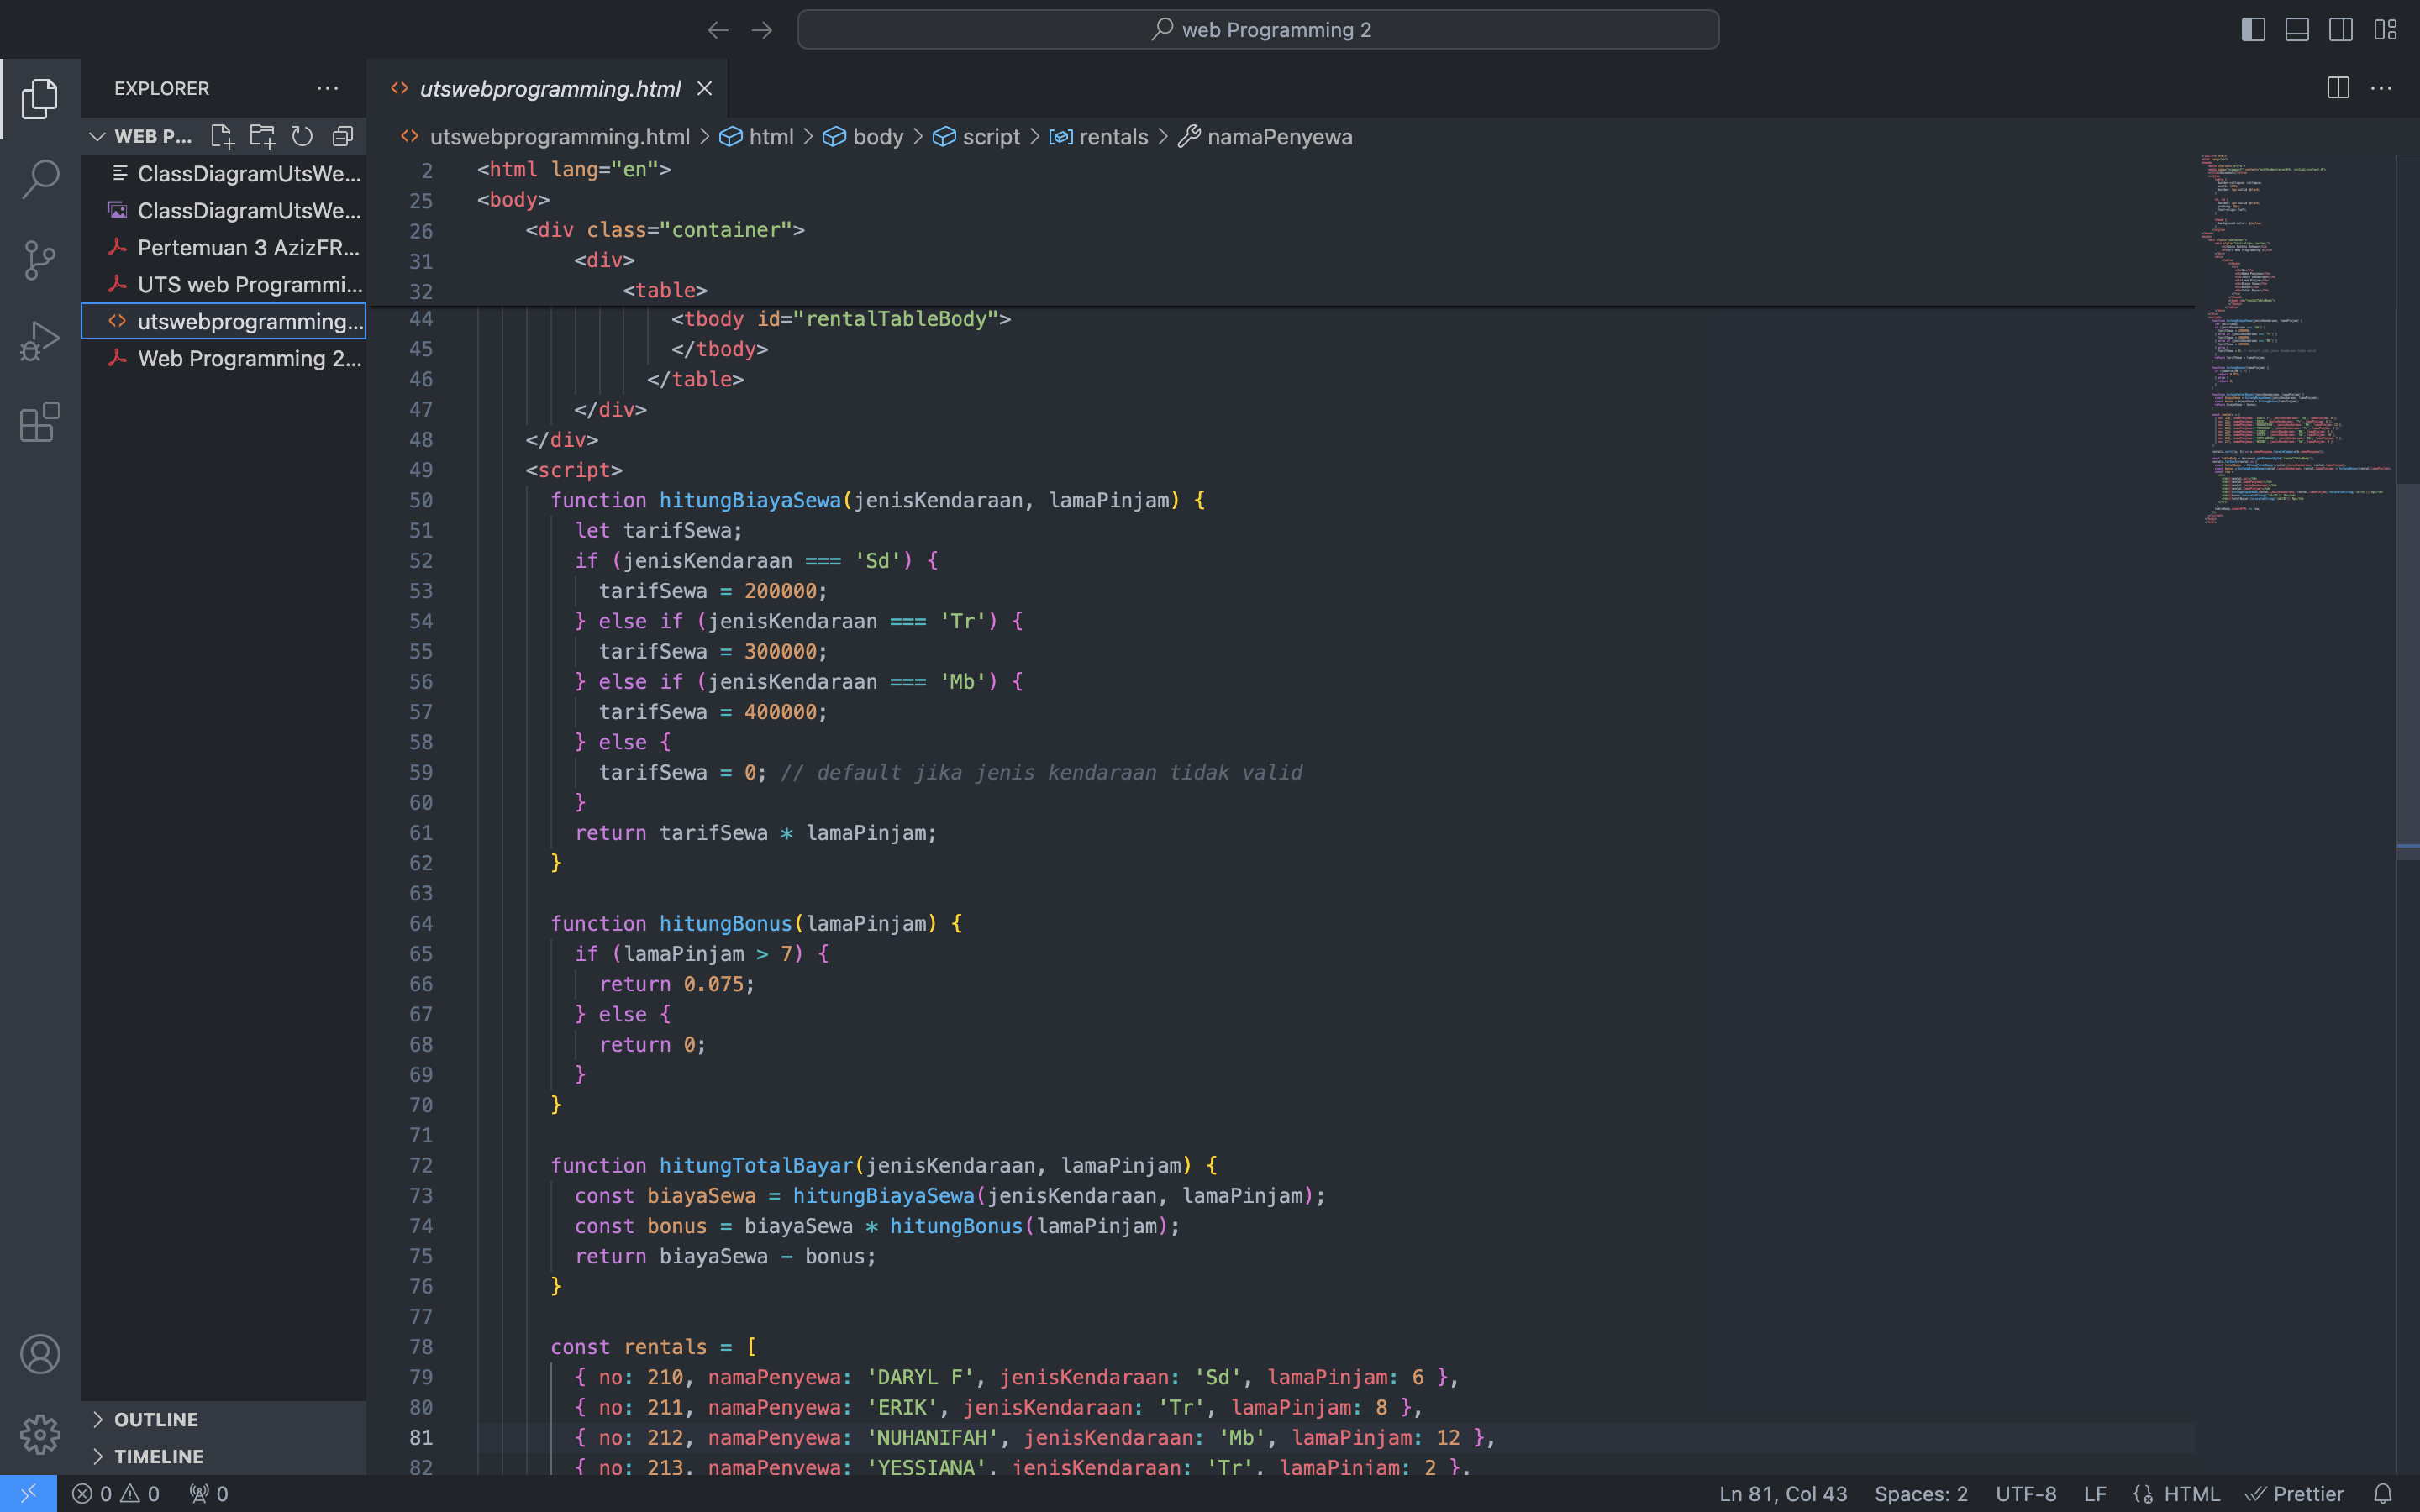 web Programming 2
EXPLORER
WEB P...
ClassDiagramUtsWe...
ClassDiagramUtsWe...
Pertemuan 3 AzizFR...
UTS web Programmi...
utswebprogramming...
Web Programming 2...
OUTLINE
TIMELINE
utswebprogramming.html
utswebprogramming.html > html > body > script > rentals > namaPenyewa
2 <html lang="en">
25 <body>
26 <div class="container">
31 <div>
32 <table>
44 <tbody id="rentalTableBody">
45 </tbody>
46 </table>
47 </div>
48 </div>
49 <script>
50 function hitungBiayaSewa(jenisKendaraan, lamaPinjam) {
51 let tarifSewa;
52 if (jenisKendaraan === 'Sd') {
53 tarifSewa = 200000;
54 } else if (jenisKendaraan === 'Tr') {
55 tarifSewa = 300000;
56 } else if (jenisKendaraan === 'Mb') {
57 tarifSewa = 400000;
58 } else {
59 tarifSewa = 0; // default jika jenis kendaraan tidak valid
60 }
61 return tarifSewa * lamaPinjam;
62 }
63
64 function hitungBonus(lamaPinjam) {
65 if (lamaPinjam > 7) {
66 return 0.075;
67 } else {
68 return 0;
69 }
70 }
71
72 function hitungTotalBayar(jenisKendaraan, lamaPinjam) {
73 const biayaSewa = hitungBiayaSewa(jenisKendaraan, lamaPinjam);
74 const bonus = biayaSewa * hitungBonus(lamaPinjam);
75 return biayaSewa - bonus;
76 }
77
78 const rentals = [
79 { no: 210, namaPenyewa: 'DARYL F', jenisKendaraan: 'Sd', lamaPinjam: 6 },
80 { no: 211, namaPenyewa: 'ERIK', jenisKendaraan: 'Tr', lamaPinjam: 8 },
81 { no: 212, namaPenyewa: 'NUHANIFAH', jenisKendaraan: 'Mb', lamaPinjam: 12 },
82 { no: 213, namaPenyewa: 'YESSIANA', jenisKendaraan: 'Tr', lamaPinjam: 2 },
0 0 0 Ln 81, Col 43 Spaces: 2 UTF-8 LF HTML Prettier